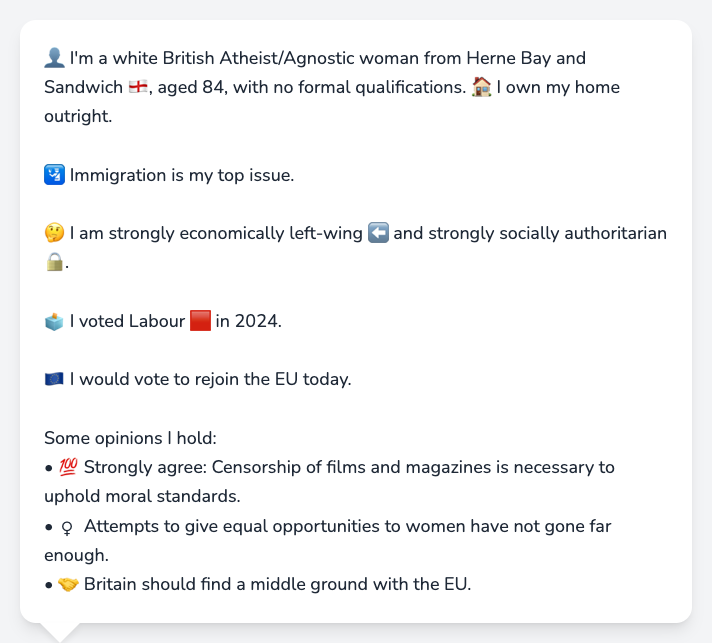 👤 I'm a white British Atheist/Agnostic woman from Herne Bay and
Sandwich 🏴󠁧󠁢󠁥󠁮󠁧󠁿, aged 84, with no formal qualifications. 🏠 I own my home
outright.
🛂 Immigration is my top issue.
🤔 I am strongly economically left-wing ⬅️ and strongly socially authoritarian
🔒.
🗳️ I voted Labour 🟥 in 2024.
🇪🇺 I would vote to rejoin the EU today.
Some opinions I hold:
• 💯 Strongly agree: Censorship of films and magazines is necessary to
uphold moral standards.
• ♀ Attempts to give equal opportunities to women have not gone far
enough.
• 🤝 Britain should find a middle ground with the EU.